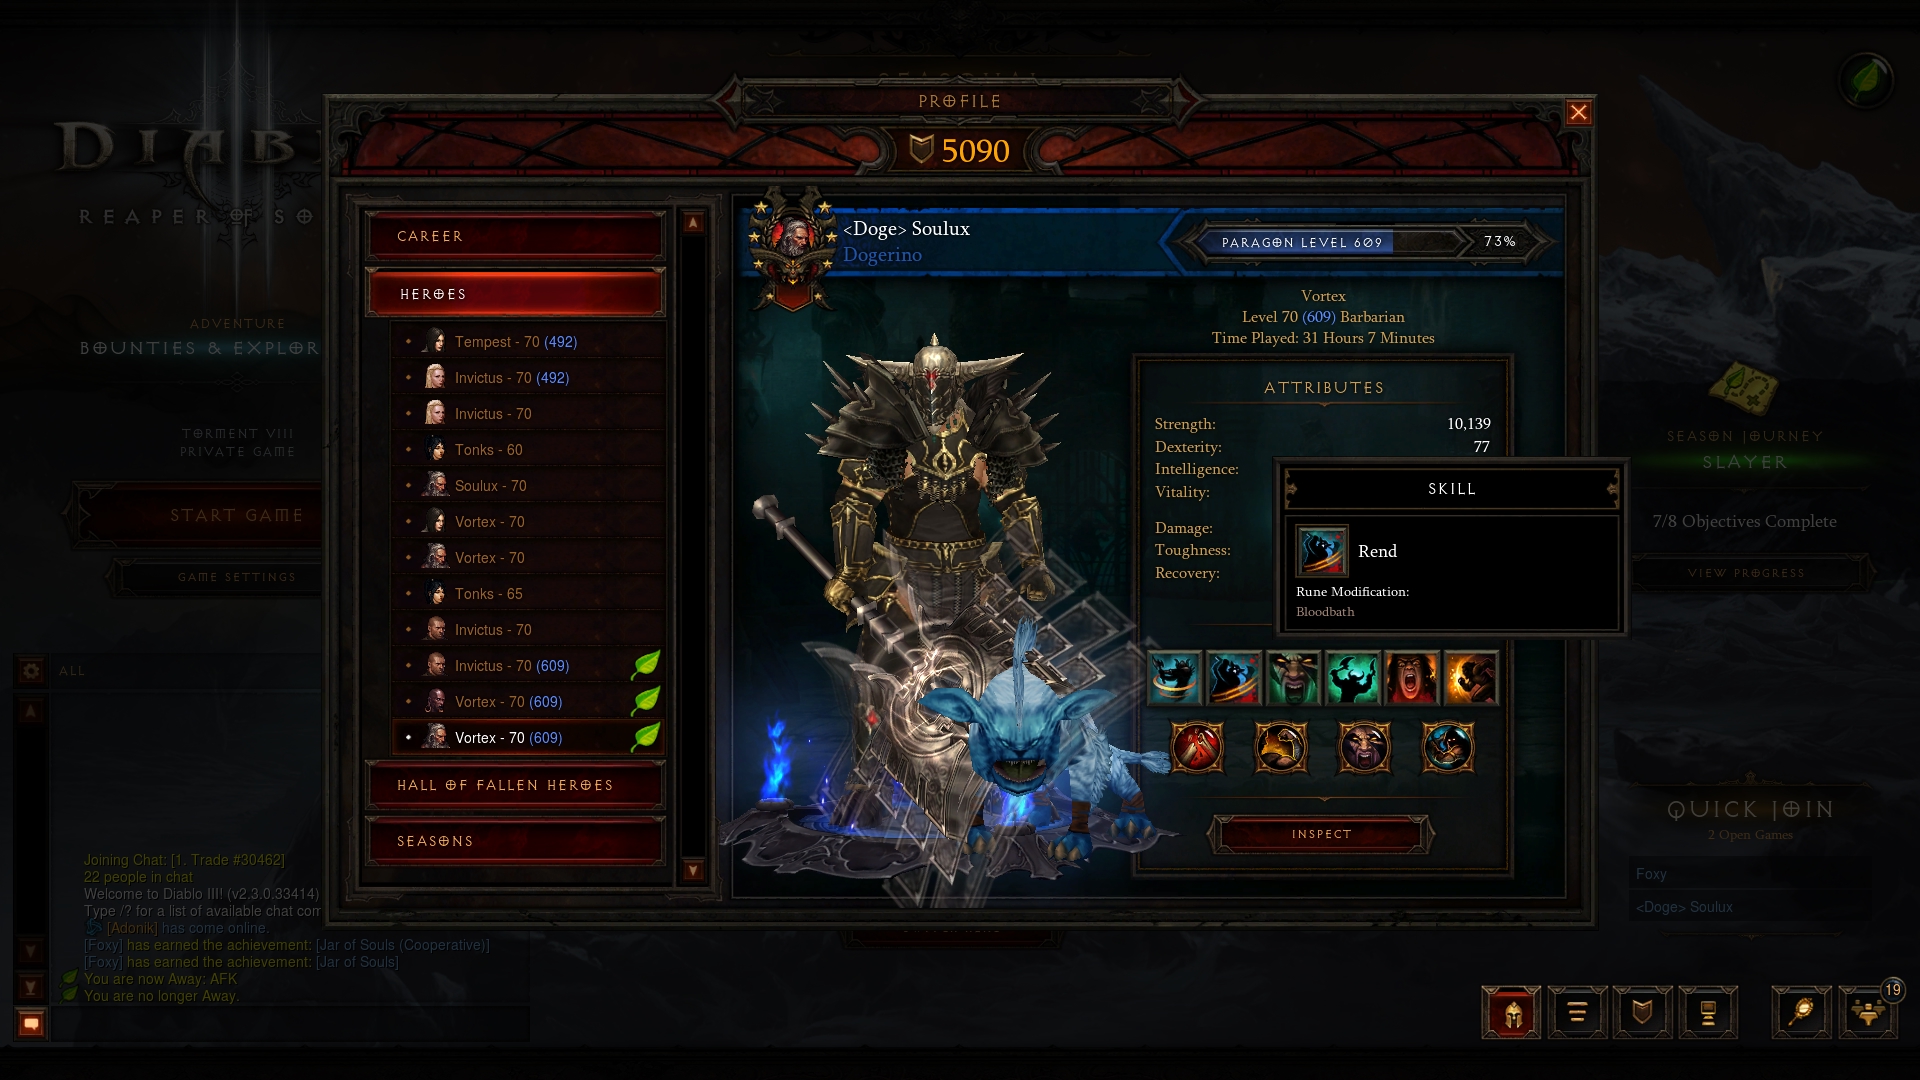 PROFILE
5090
DIAB
REAPER OF SO
CAREER
HEROES
Tempest - 70 (492)
Invictus - 70 (492)
Invictus - 70
Tonks - 60
Soulux - 70
Vortex - 70
Vortex - 70
Tonks - 65
Invictus - 70
Invictus - 70 (609)
Vortex - 70 (609)
Vortex - 70 (609)
HALL OF FALLEN HEROES
SEASONS
<Doge> Soulux
Dogerino
PARAGON LEVEL 609
73%
Vortex
Level 70 (609) Barbarian
Time Played: 31 Hours 7 Minutes
ATTRIBUTES
Strength: 10,139
Dexterity: 77
Intelligence:
Vitality:
Damage:
Toughness:
Recovery:
SKILL
Rend
Rune Modification:
Bloodbath
INSPECT
ADVENTURE
BOUNTIES & EXPLOR
TORMENT VIII
PRIVATE GAME
START GAME
GAME SETTINGS
ALL
Joining Chat: [1. Trade #30462]
22 people in chat
Welcome to Diablo III! (v2.3.0.33414)
Type /? for a list of available chat com
[Adonik] has come online.
[Foxy] has earned the achievement: [Jar of Souls (Cooperative)]
[Foxy] has earned the achievement: [Jar of Souls]
You are now Away: AFK
You are no longer Away.
SEASON JOURNEY
SLAYER
7/8 Objectives Complete
VIEW PROGRESS
QUICK JOIN
2 Open Games
Foxy
<Doge> Soulux
19